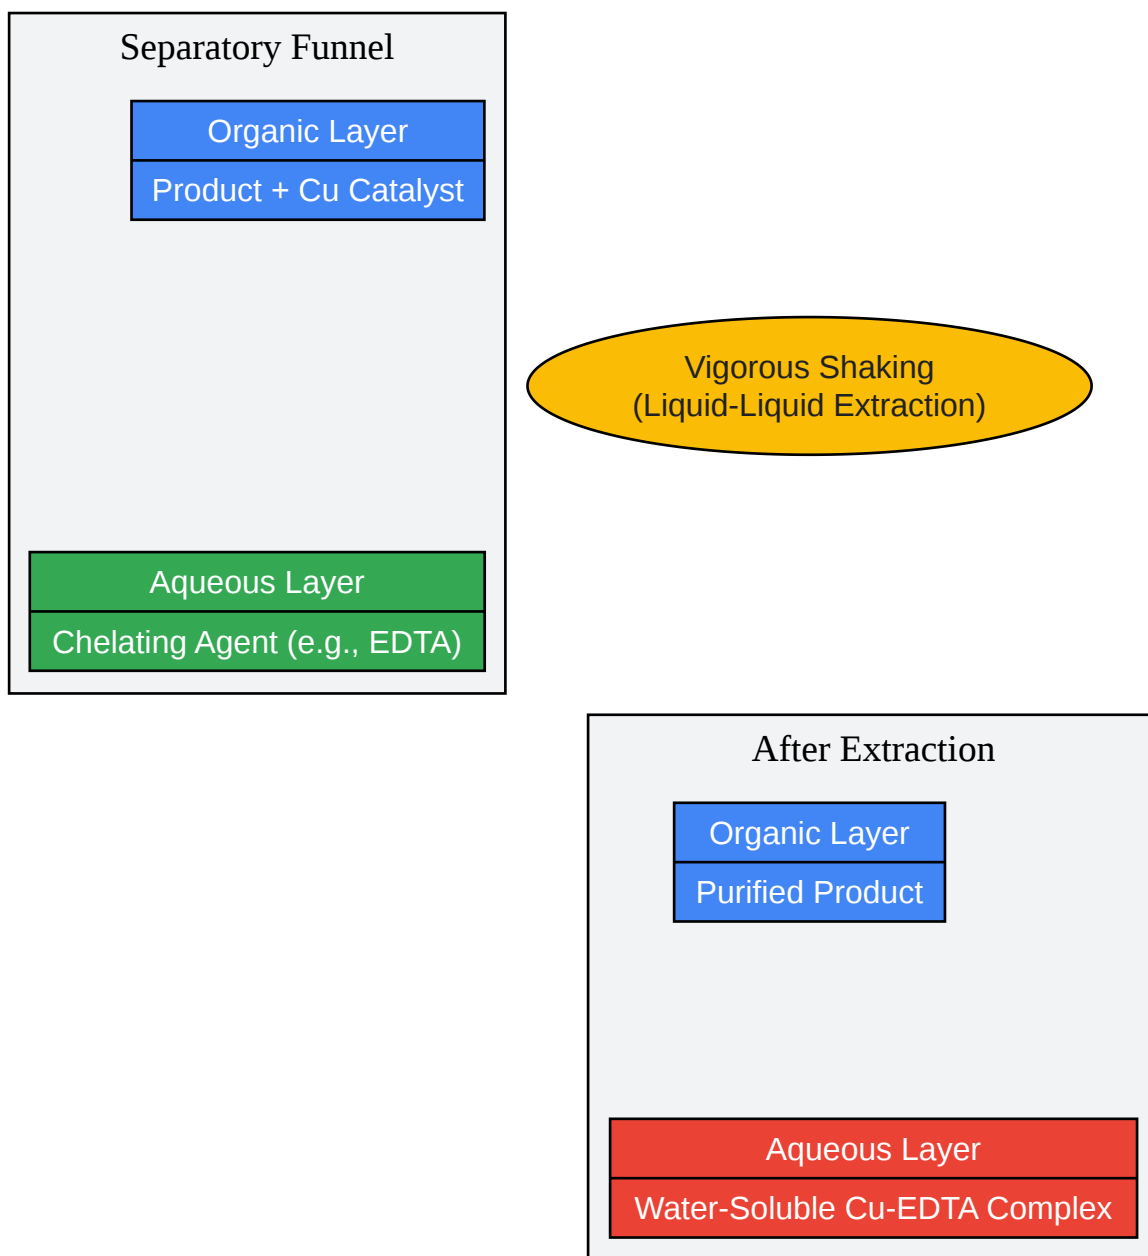 Separatory Funnel
Organic Layer
Product + Cu Catalyst
Vigorous Shaking
(Liquid-Liquid Extraction)
Aqueous Layer
Chelating Agent (e.g., EDTA)
After Extraction
Organic Layer
Purified Product
Aqueous Layer
Water-Soluble Cu-EDTA Complex